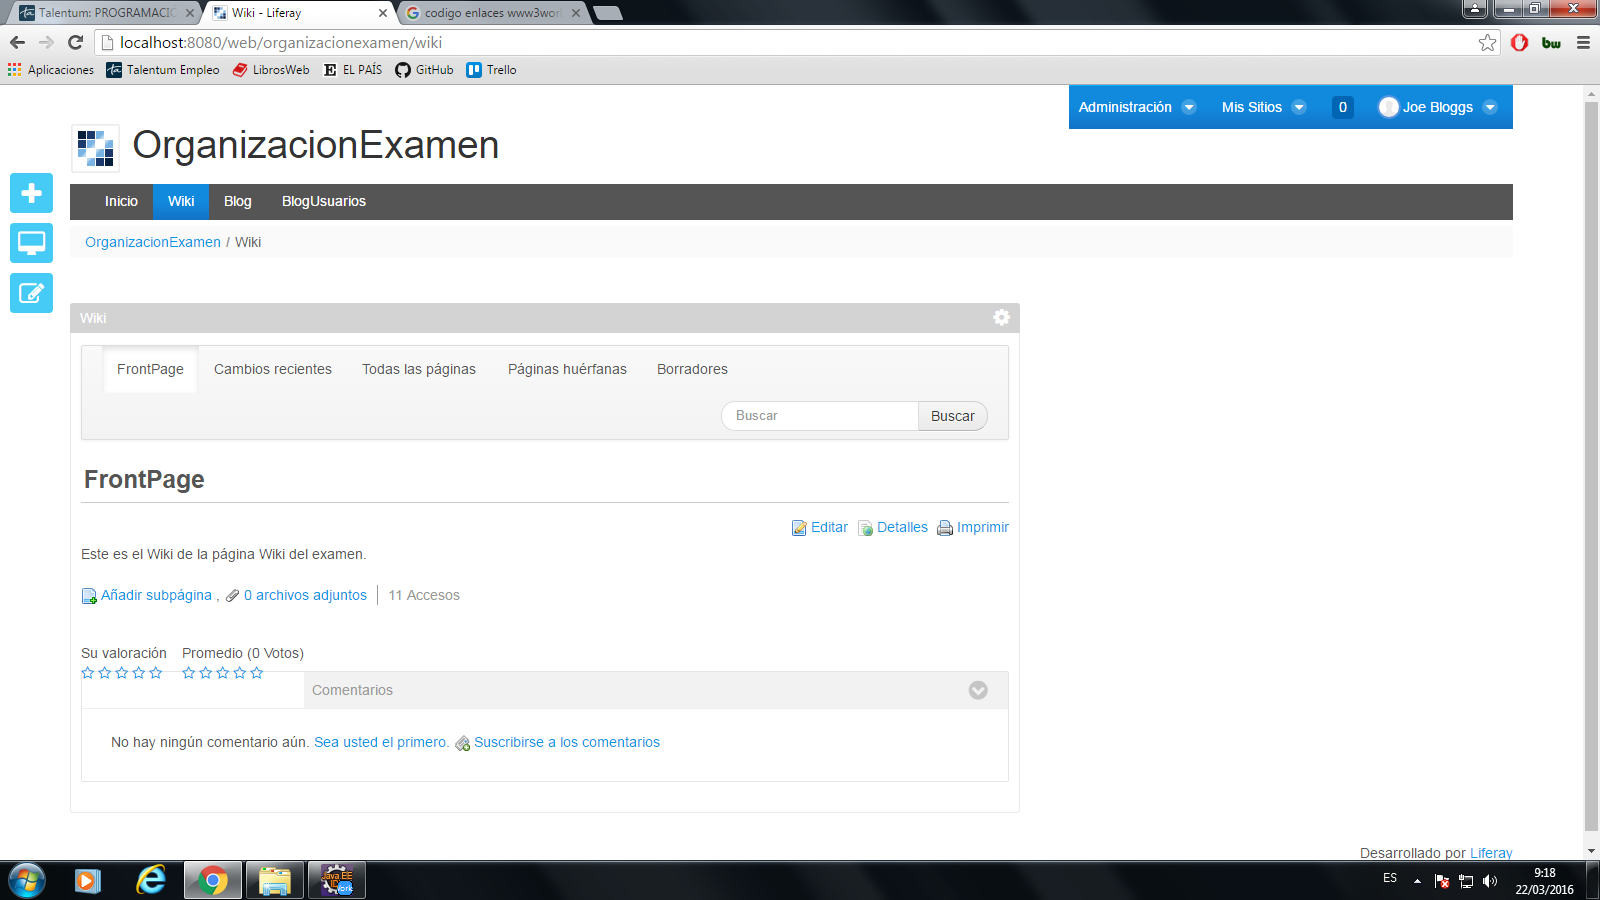 Talentum: PROGRAMACIÓ
Wiki - Liferay
codigo enlaces www3wor
localhost:8080/web/organizacionexamen/wiki
bw
Aplicaciones
Talentum Empleo
LibrosWeb
EL PAÍS
GitHub
Trello
Administración
Mis Sitios
0
Joe Bloggs
OrganizacionExamen
Inicio
Wiki
Blog
BlogUsuarios
OrganizacionExamen / Wiki
Wiki
FrontPage
Cambios recientes
Todas las páginas
Páginas huérfanas
Borradores
Buscar
Buscar
FrontPage
Editar
Detalles
Imprimir
Este es el Wiki de la página Wiki del examen.
Añadir subpágina , 0 archivos adjuntos | 11 Accesos
Su valoración
Promedio (0 Votos)
Comentarios
No hay ningún comentario aún. Sea usted el primero. Suscribirse a los comentarios
Desarrollado por Liferay
Java EE
ES
9:18
22/03/2016